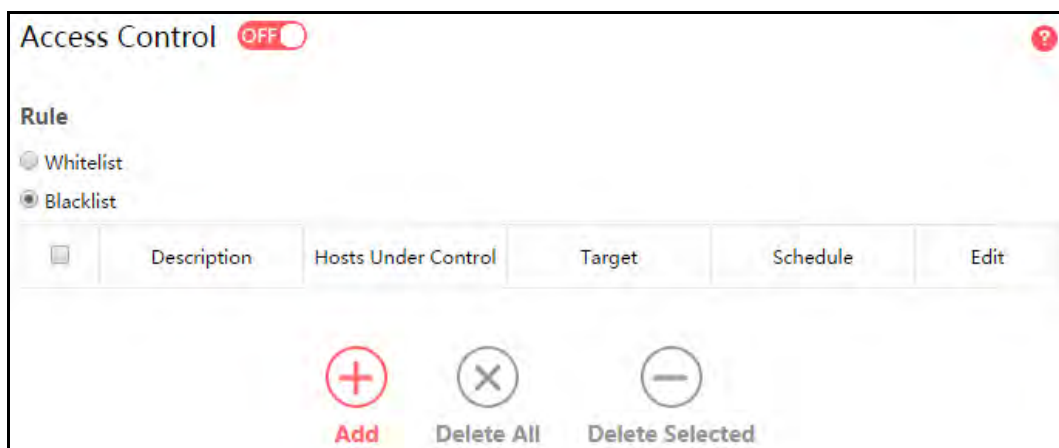 Access Control OFF ?
Rule
Whitelist
Blacklist
Description Hosts Under Control Target Schedule Edit
Add Delete All Delete Selected